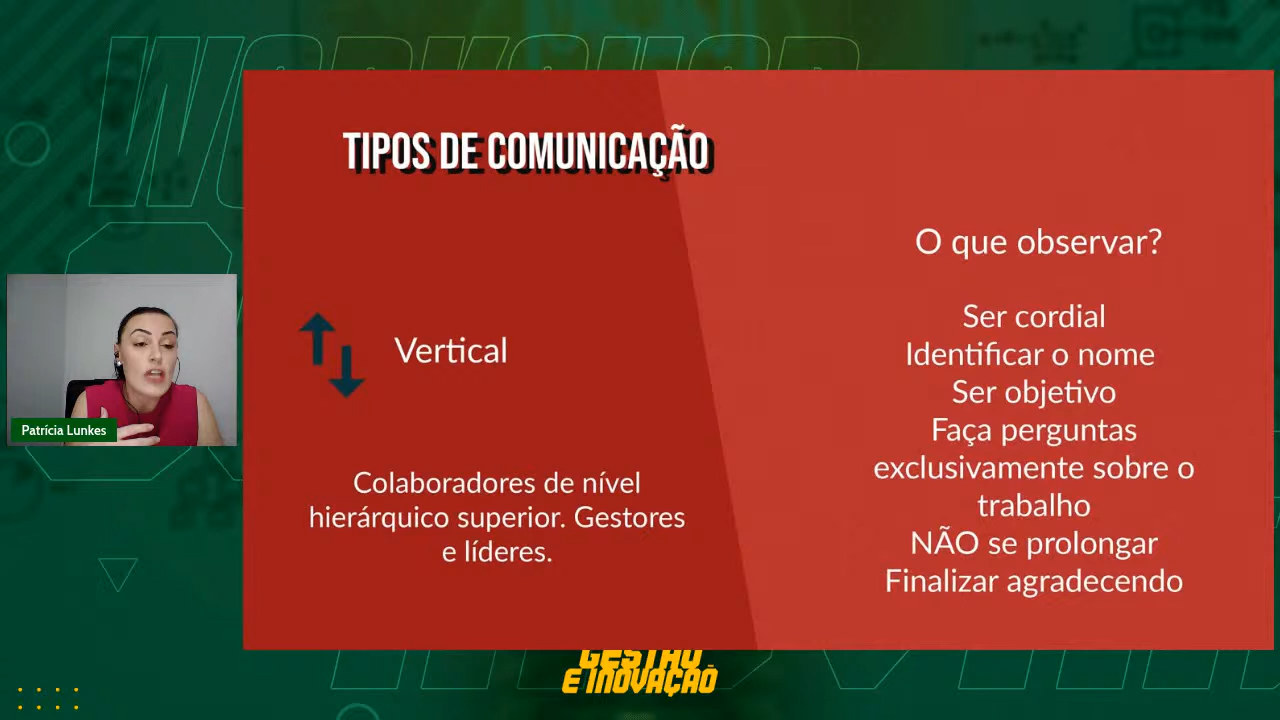 WORKSHOP
TIPOS DE COMUNICAÇÃO
O que observar?
Ser cordial
Identificar o nome
Ser objetivo
Faça perguntas
exclusivamente sobre o
trabalho
NÃO se prolongar
Finalizar agradecendo
Vertical
Colaboradores de nível
hierárquico superior. Gestores
e líderes.
Patrícia Lunkes
GESTÃO
E INOVAÇÃO